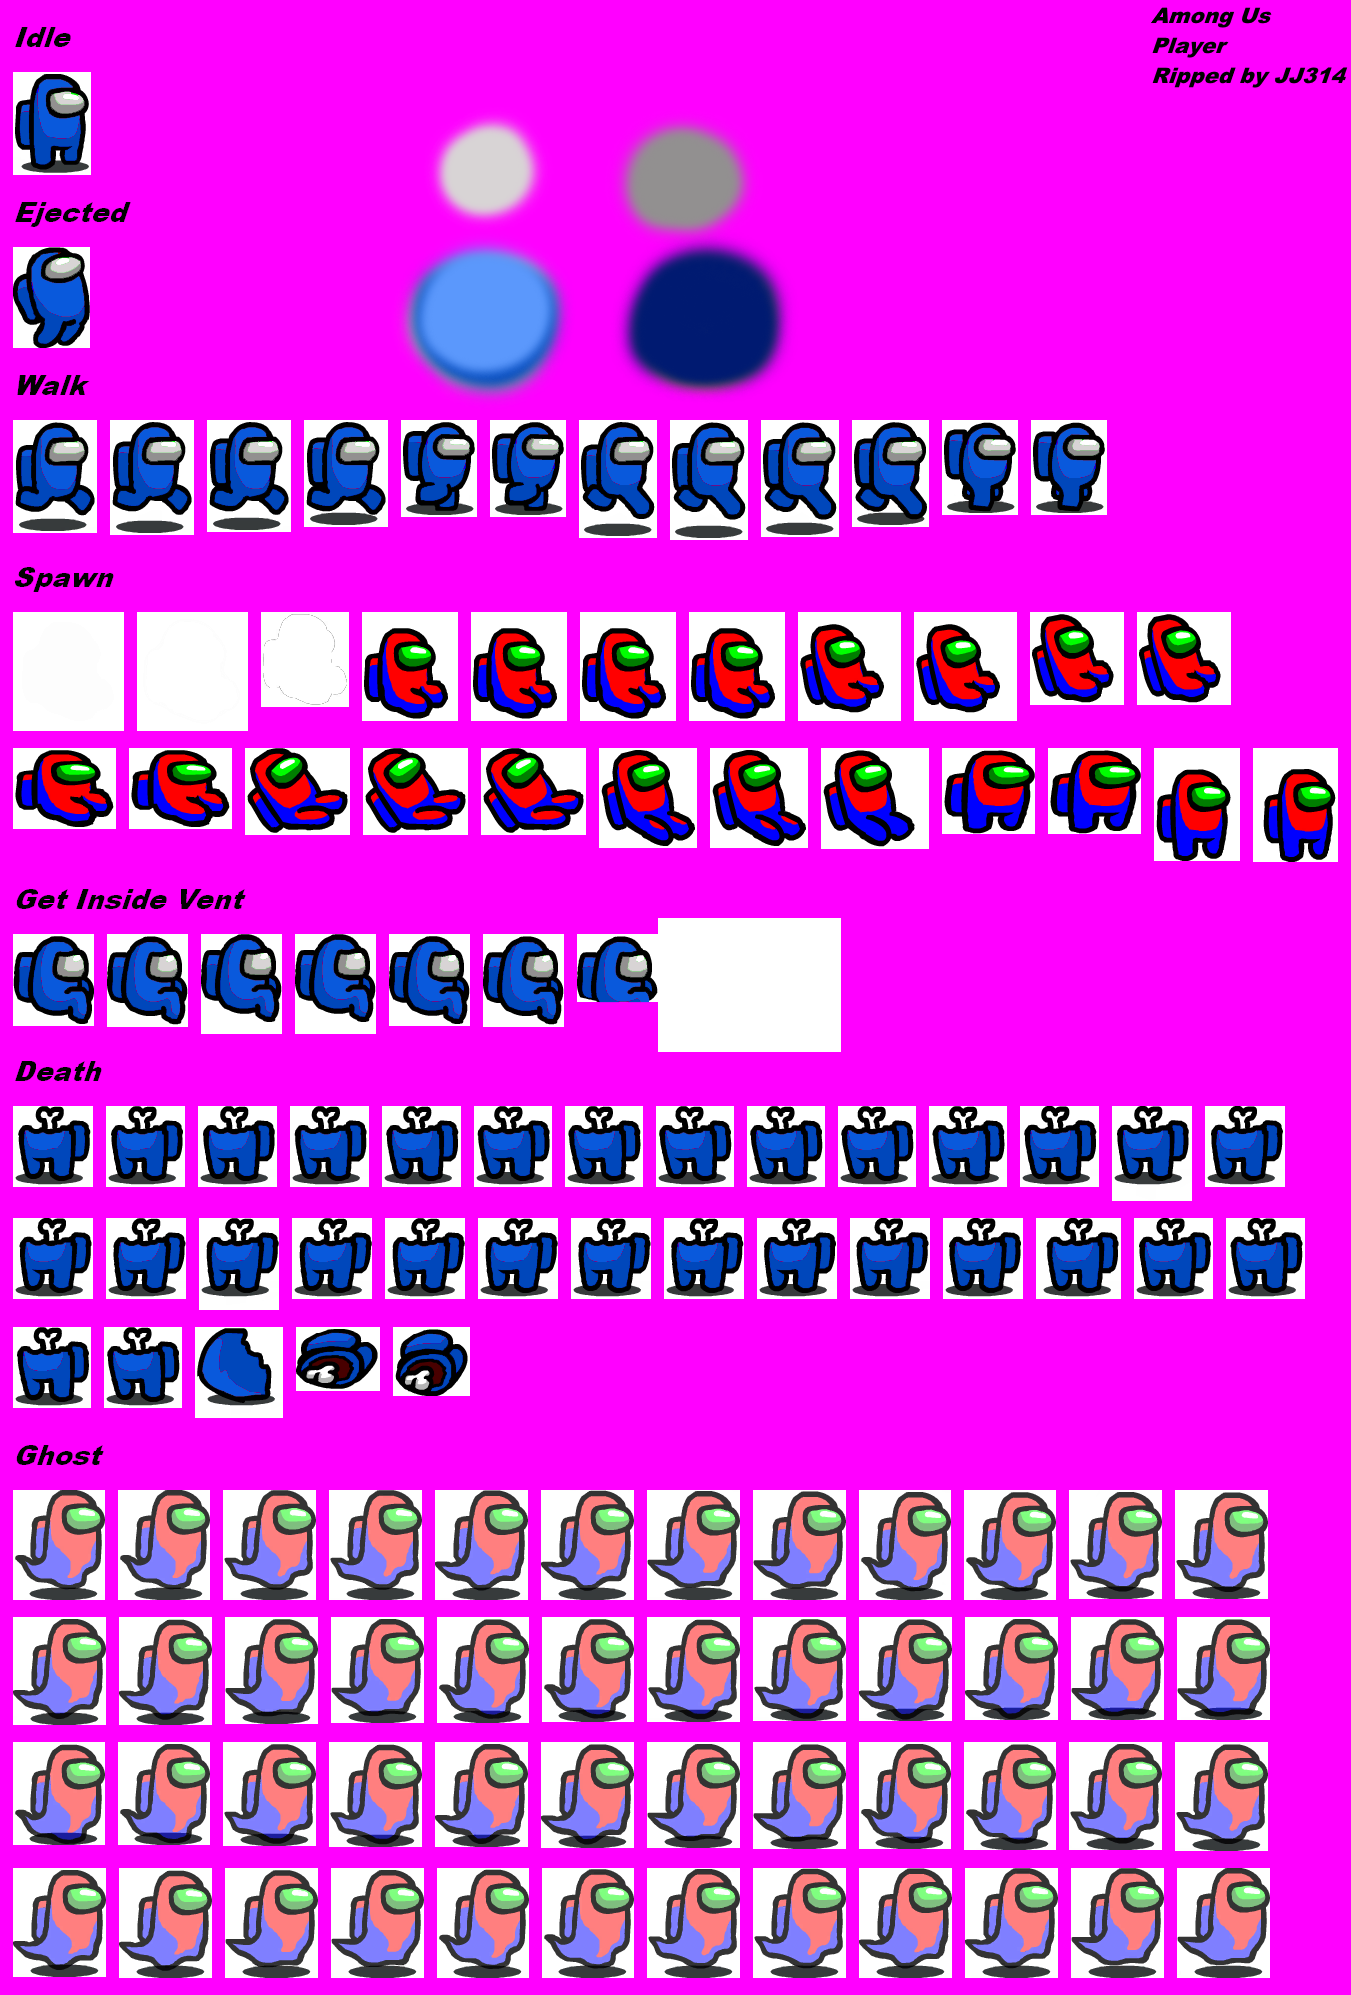 Among Us
Player
Ripped by JJ314
Idle
Ejected
Walk
Spawn
Get Inside Vent
Death
Ghost